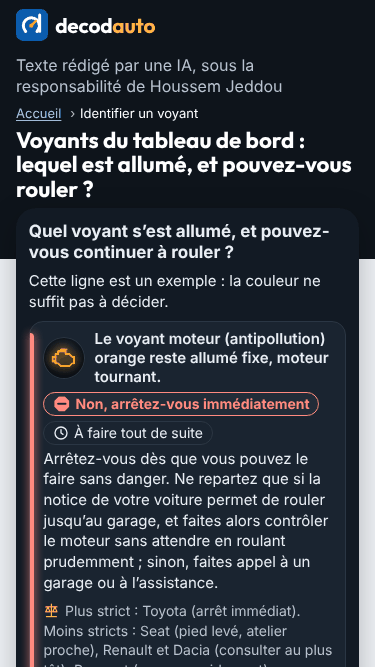 decodauto
Texte rédigé par une IA, sous la
responsabilité de Houssem Jeddou
Accueil › Identifier un voyant
Voyants du tableau de bord :
lequel est allumé, et pouvez-vous
rouler ?
Quel voyant s’est allumé, et pouvez-
vous continuer à rouler ?
Cette ligne est un exemple : la couleur ne
suffit pas à décider.
Le voyant moteur (antipollution)
orange reste allumé fixe, moteur
tournant.
Non, arrêtez-vous immédiatement
À faire tout de suite
Arrêtez-vous dès que vous pouvez le
faire sans danger. Ne repartez que si la
notice de votre voiture permet de rouler
jusqu’au garage, et faites alors contrôler
le moteur sans attendre en roulant
prudemment ; sinon, faites appel à un
garage ou à l’assistance.
Plus strict : Toyota (arrêt immédiat).
Moins stricts : Seat (pied levé, atelier
proche), Renault et Dacia (consulter au plus